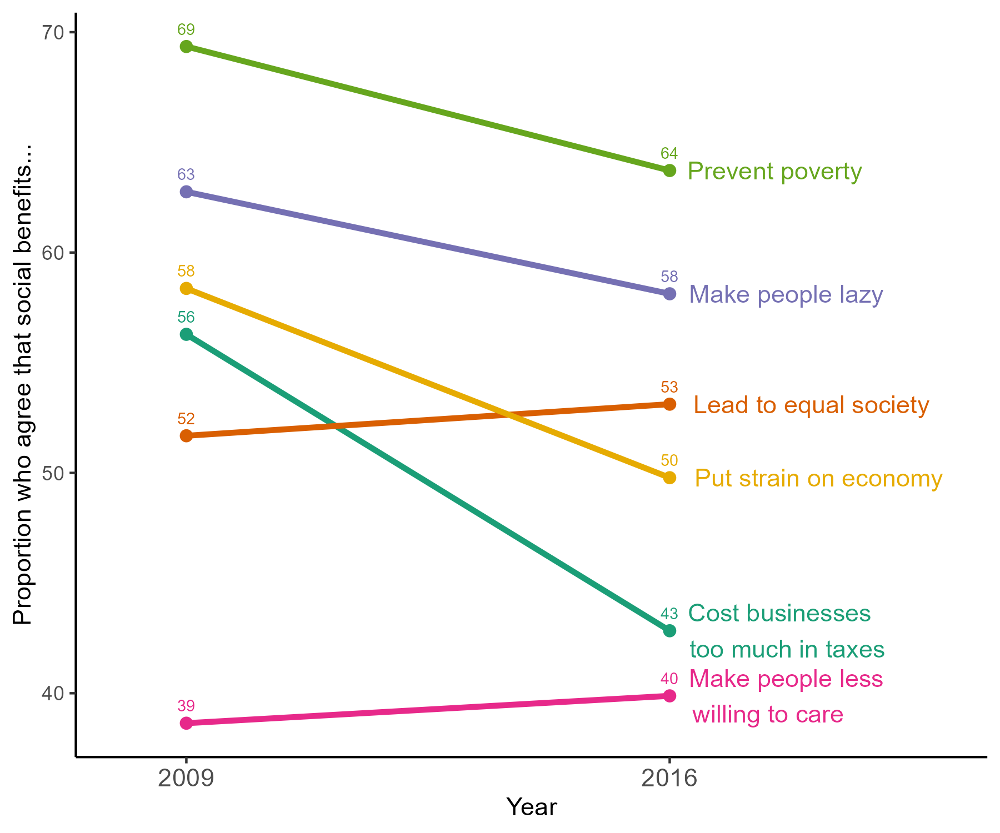 Proportion who agree that social benefits...
70
60
50
40
69
63
58
56
52
39
64
Prevent poverty
58
Make people lazy
53
Lead to equal society
50
Put strain on economy
43
Cost businesses
too much in taxes
40
Make people less
willing to care
2009
2016
Year